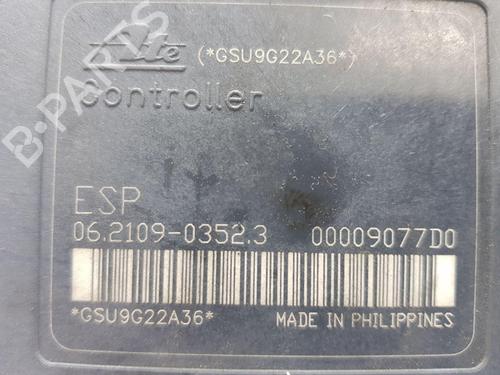 Ate (*GSU9G22A36*)
Controller
ESP
06.2109-0352.3 00009077D0
*GSU9G22A36* MADE IN PHILIPPINES
B-PARTS